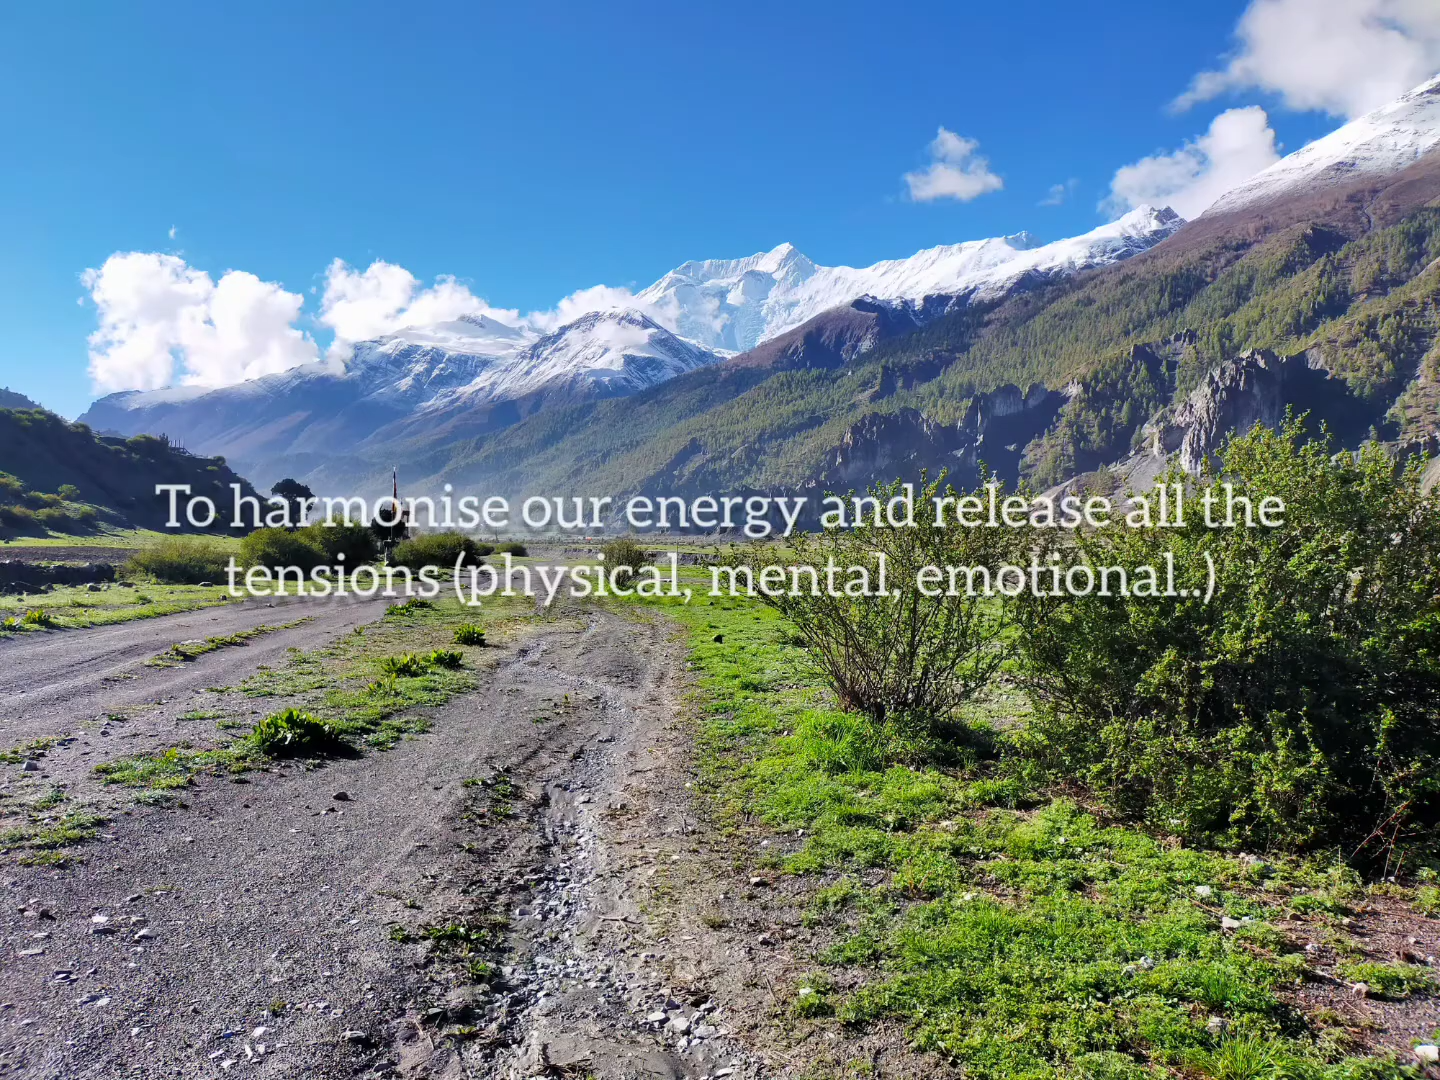 To harmonise our energy and release all the
tensions (physical, mental, emotional..)